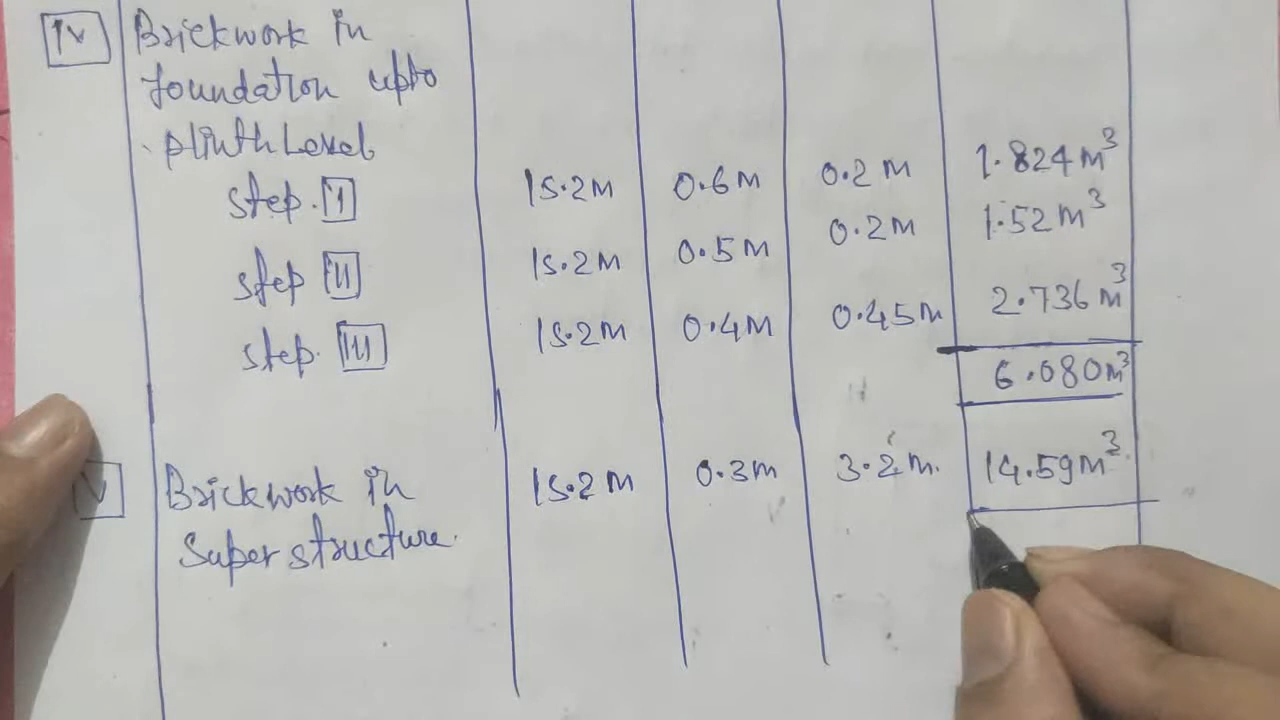 IV Brickwork in
foundation upto
plinth Level
step. I 15.2m 0.6m 0.2m 1.824m³
step II 15.2m 0.5m 0.2m 1.52m³
step. III 15.2m 0.4m 0.45m 2.736m³
6.080m³
V Brickwork in 15.2m 0.3m 3.2m. 14.59m³
Super structure.